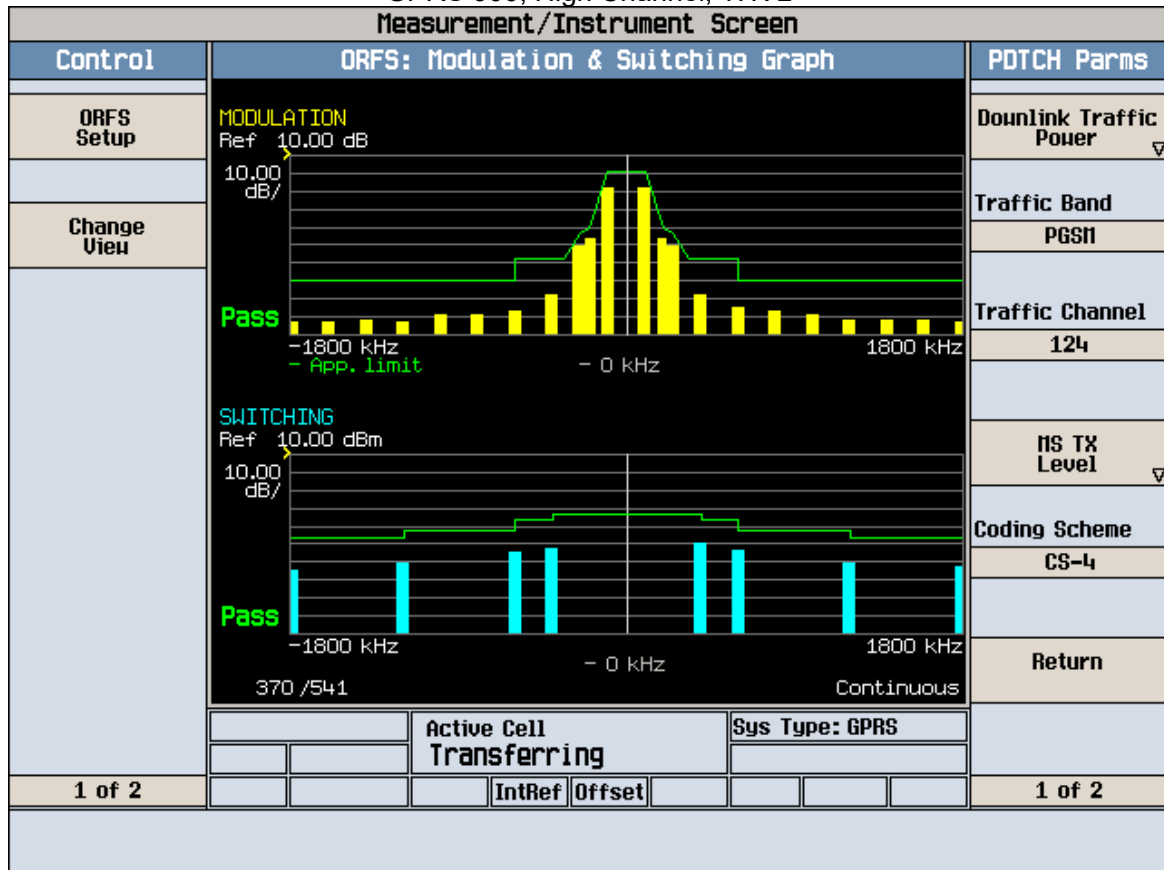 Measurement/Instrument Screen
Control
ORFS: Modulation & Switching Graph
PDTCH Parms
ORFS
Setup
Change
View
1 of 2
MODULATION
Ref 10.00 dB
10.00
dB/
Pass
-1800 kHz
1800 kHz
- App. limit
- 0 kHz
SWITCHING
Ref 10.00 dBm
10.00
dB/
Pass
-1800 kHz
1800 kHz
- 0 kHz
370 /541
Continuous
Active Cell
Transferring
Sys Type: GPRS
IntRef
Offset
Downlink Traffic
Power
Traffic Band
PGSM
Traffic Channel
124
MS TX
Level
Coding Scheme
CS-4
Return
1 of 2